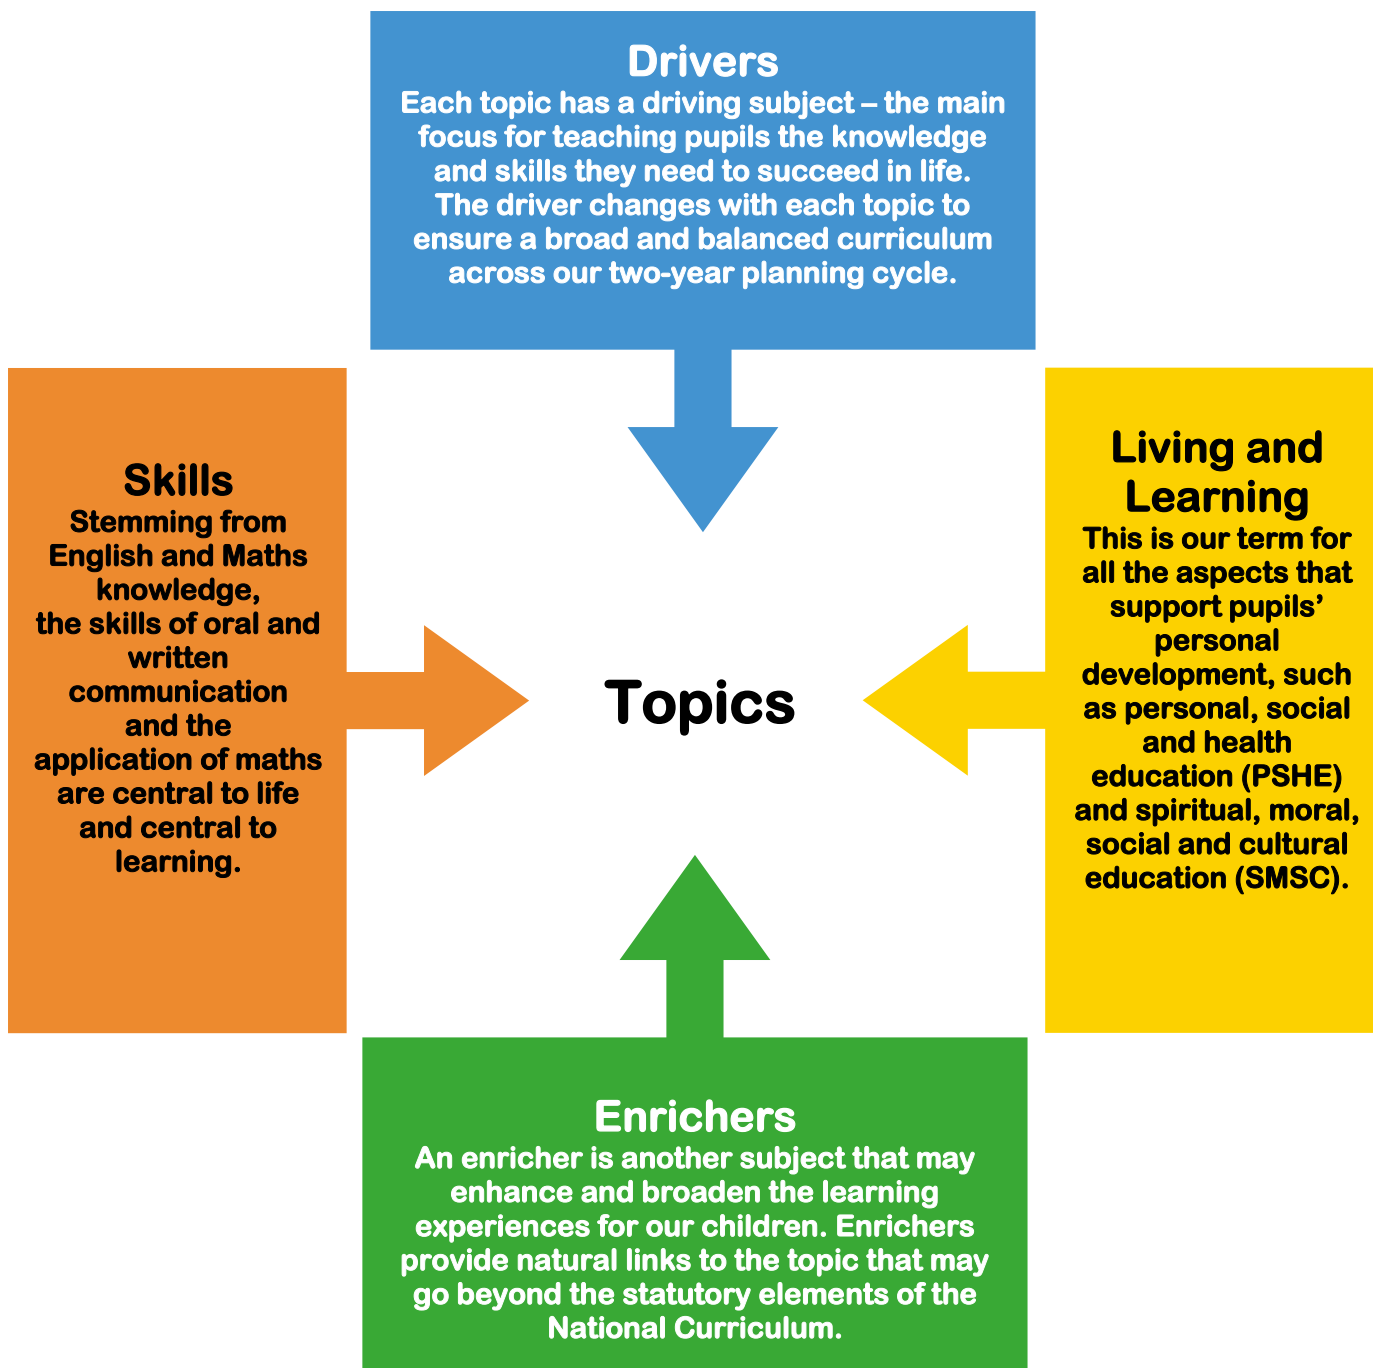 Drivers
Each topic has a driving subject – the main
focus for teaching pupils the knowledge
and skills they need to succeed in life.
The driver changes with each topic to
ensure a broad and balanced curriculum
across our two-year planning cycle.
Skills
Stemming from
English and Maths
knowledge,
the skills of oral and
written
communication
and the
application of maths
are central to life
and central to
learning.
Topics
Living and
Learning
This is our term for
all the aspects that
support pupils’
personal
development, such
as personal, social
and health
education (PSHE)
and spiritual, moral,
social and cultural
education (SMSC).
Enrichers
An enricher is another subject that may
enhance and broaden the learning
experiences for our children. Enrichers
provide natural links to the topic that may
go beyond the statutory elements of the
National Curriculum.